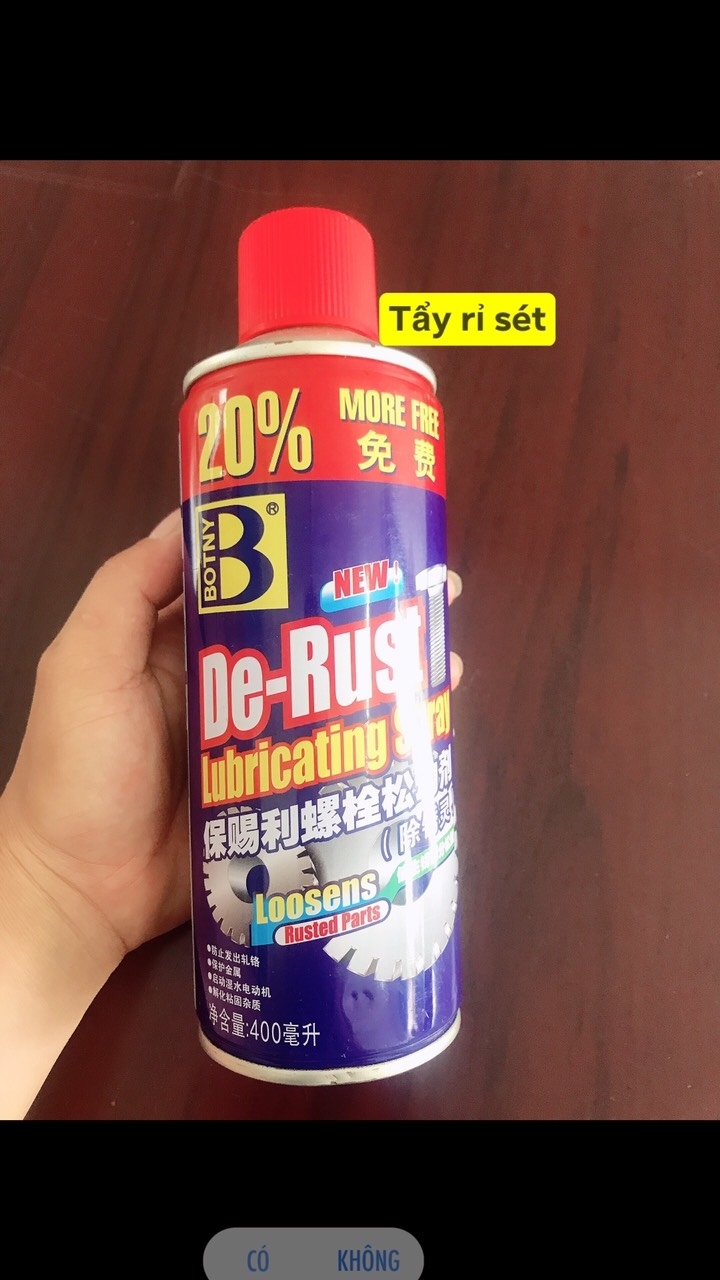 Tẩy rỉ sét
20% MORE FREE
免费
BOTNY B®
NEW!
De-Rust
Lubricating Spray
保赐利螺栓松
(除
Loosens
Rusted Parts
•防止发出轧铬
•保护金属
•启动湿水电动机
•解化粘固杂质
净含量:400毫升
CÓ KHÔNG